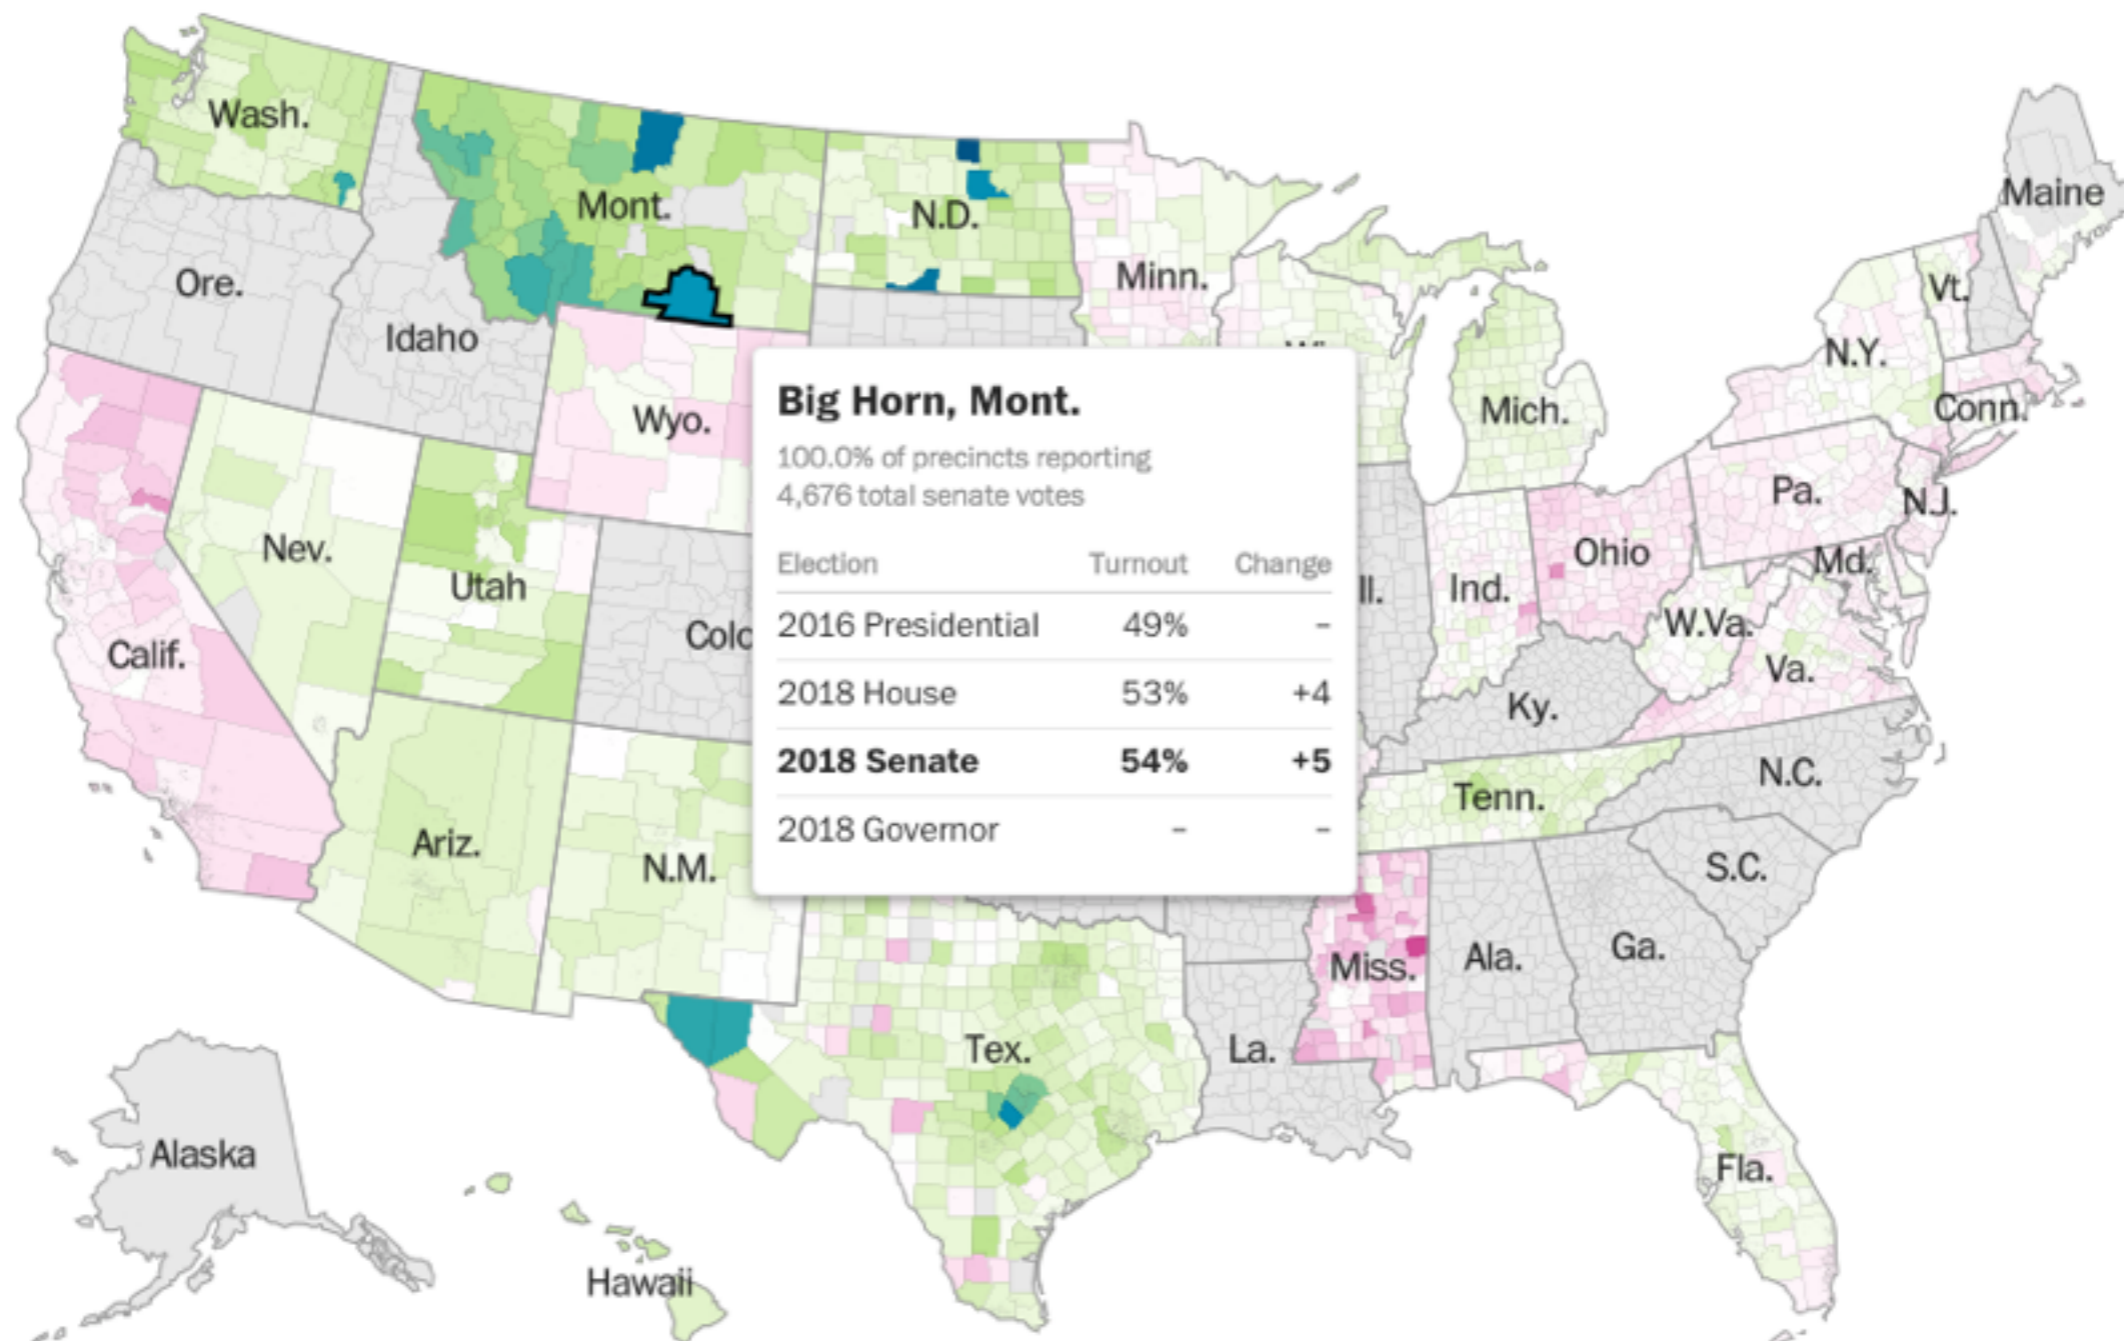 Wash.
Mont.
N.D.
Minn.
Maine
Ore.
Idaho
Vt.
N.Y.
Wyo.
Mich.
Conn.
Big Horn, Mont.
100.0% of precincts reporting
4,676 total senate votes
Election Turnout Change
2016 Presidential 49% –
2018 House 53% +4
2018 Senate 54% +5
2018 Governor – –
Nev.
Utah
Colo
Calif.
Ind.
Ohio
Pa.
N.J.
Md.
W.Va.
Va.
Ky.
Ariz.
N.M.
Tenn.
N.C.
S.C.
Tex.
La.
Miss.
Ala.
Ga.
Fla.
Alaska
Hawaii